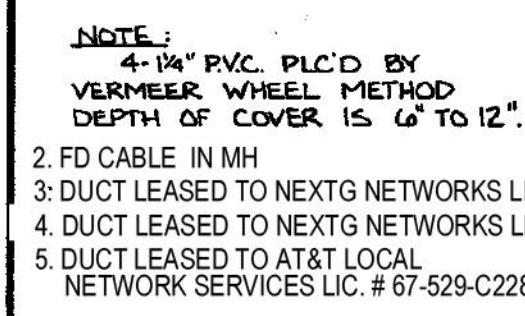 NOTE:
4-1¼" P.V.C. PLC'D BY
VERMEER WHEEL METHOD
DEPTH OF COVER IS 6" TO 12".
2. FD CABLE IN MH
3: DUCT LEASED TO NEXTG NETWORKS
4. DUCT LEASED TO NEXTG NETWORKS
5. DUCT LEASED TO AT&T LOCAL
NETWORK SERVICES LIC. # 67-529-C228